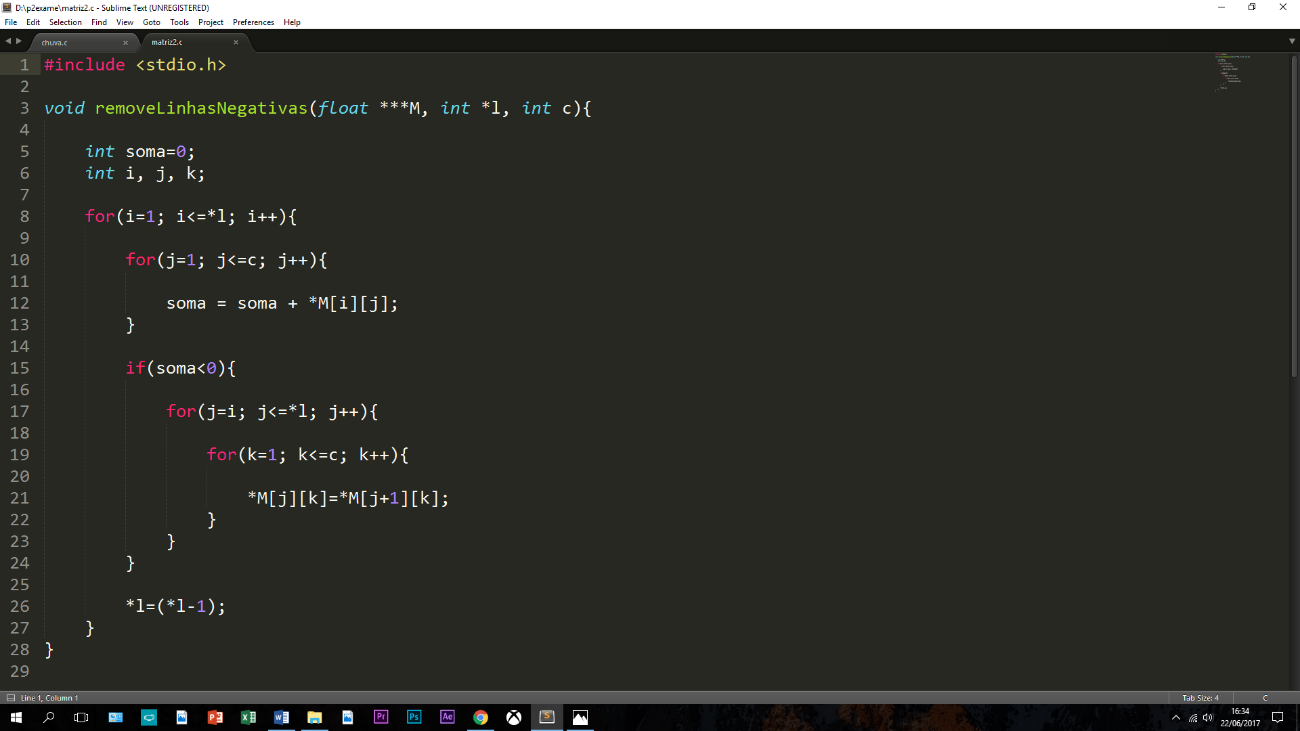 D:\p2exame\matriz2.c - Sublime Text (UNREGISTERED)
File Edit Selection Find View Goto Tools Project Preferences Help
chuva.c × matriz2.c ×
1 #include <stdio.h>
2
3 void removeLinhasNegativas(float ***M, int *l, int c){
4
5 int soma=0;
6 int i, j, k;
7
8 for(i=1; i<=*l; i++){
9
10 for(j=1; j<=c; j++){
11
12 soma = soma + *M[i][j];
13 }
14
15 if(soma<0){
16
17 for(j=i; j<=*l; j++){
18
19 for(k=1; k<=c; k++){
20
21 *M[j][k]=*M[j+1][k];
22 }
23 }
24 }
25
26 *l=(*l-1);
27 }
28 }
29
Line 1, Column 1 Tab Size: 4 C
Pr Ps Ae
16:34
22/06/2017